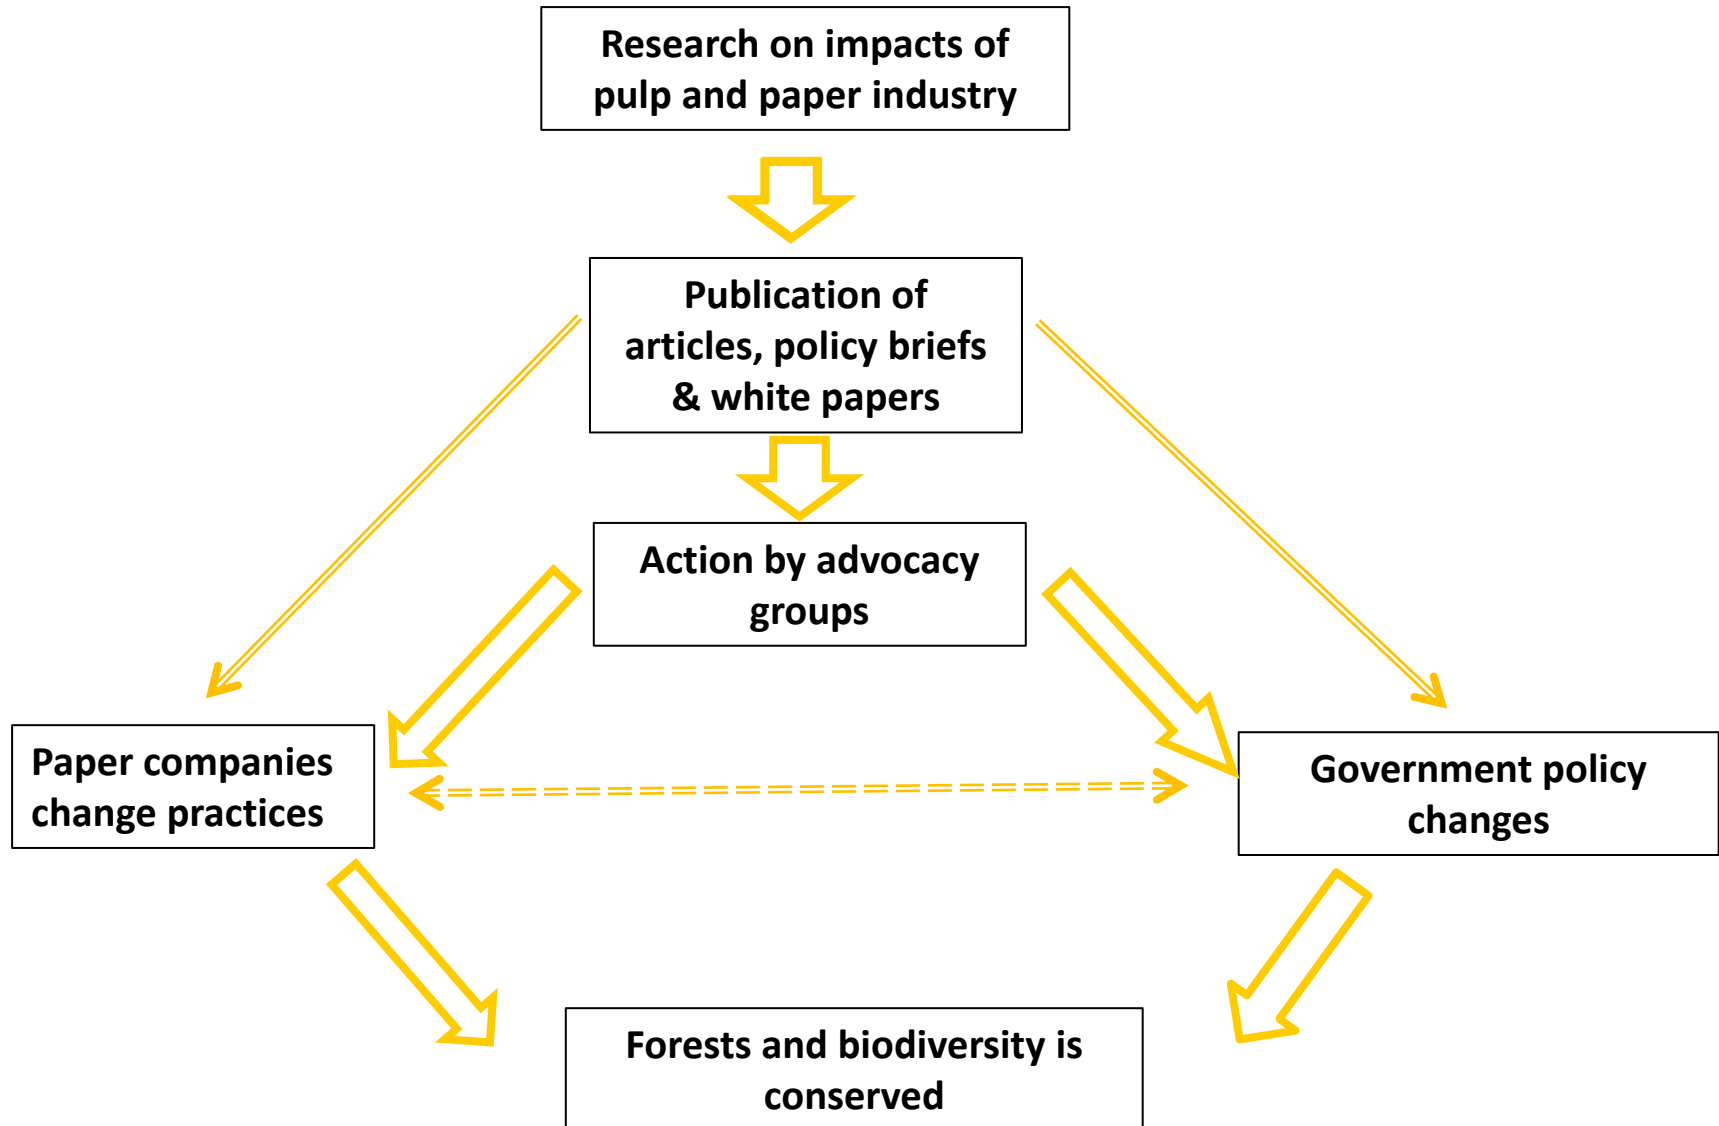 Research on impacts of
pulp and paper industry
Publication of
articles, policy briefs
& white papers
Action by advocacy
groups
Paper companies
change practices
Government policy
changes
Forests and biodiversity is
conserved